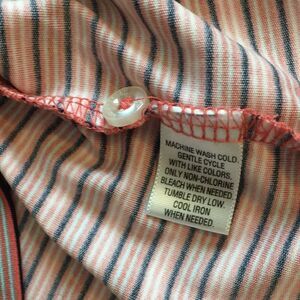 MACHINE WASH COLD.
GENTLE CYCLE
WITH LIKE COLORS,
ONLY NON-CHLORINE
BLEACH WHEN NEEDED.
TUMBLE DRY LOW.
COOL IRON
WHEN NEEDED.